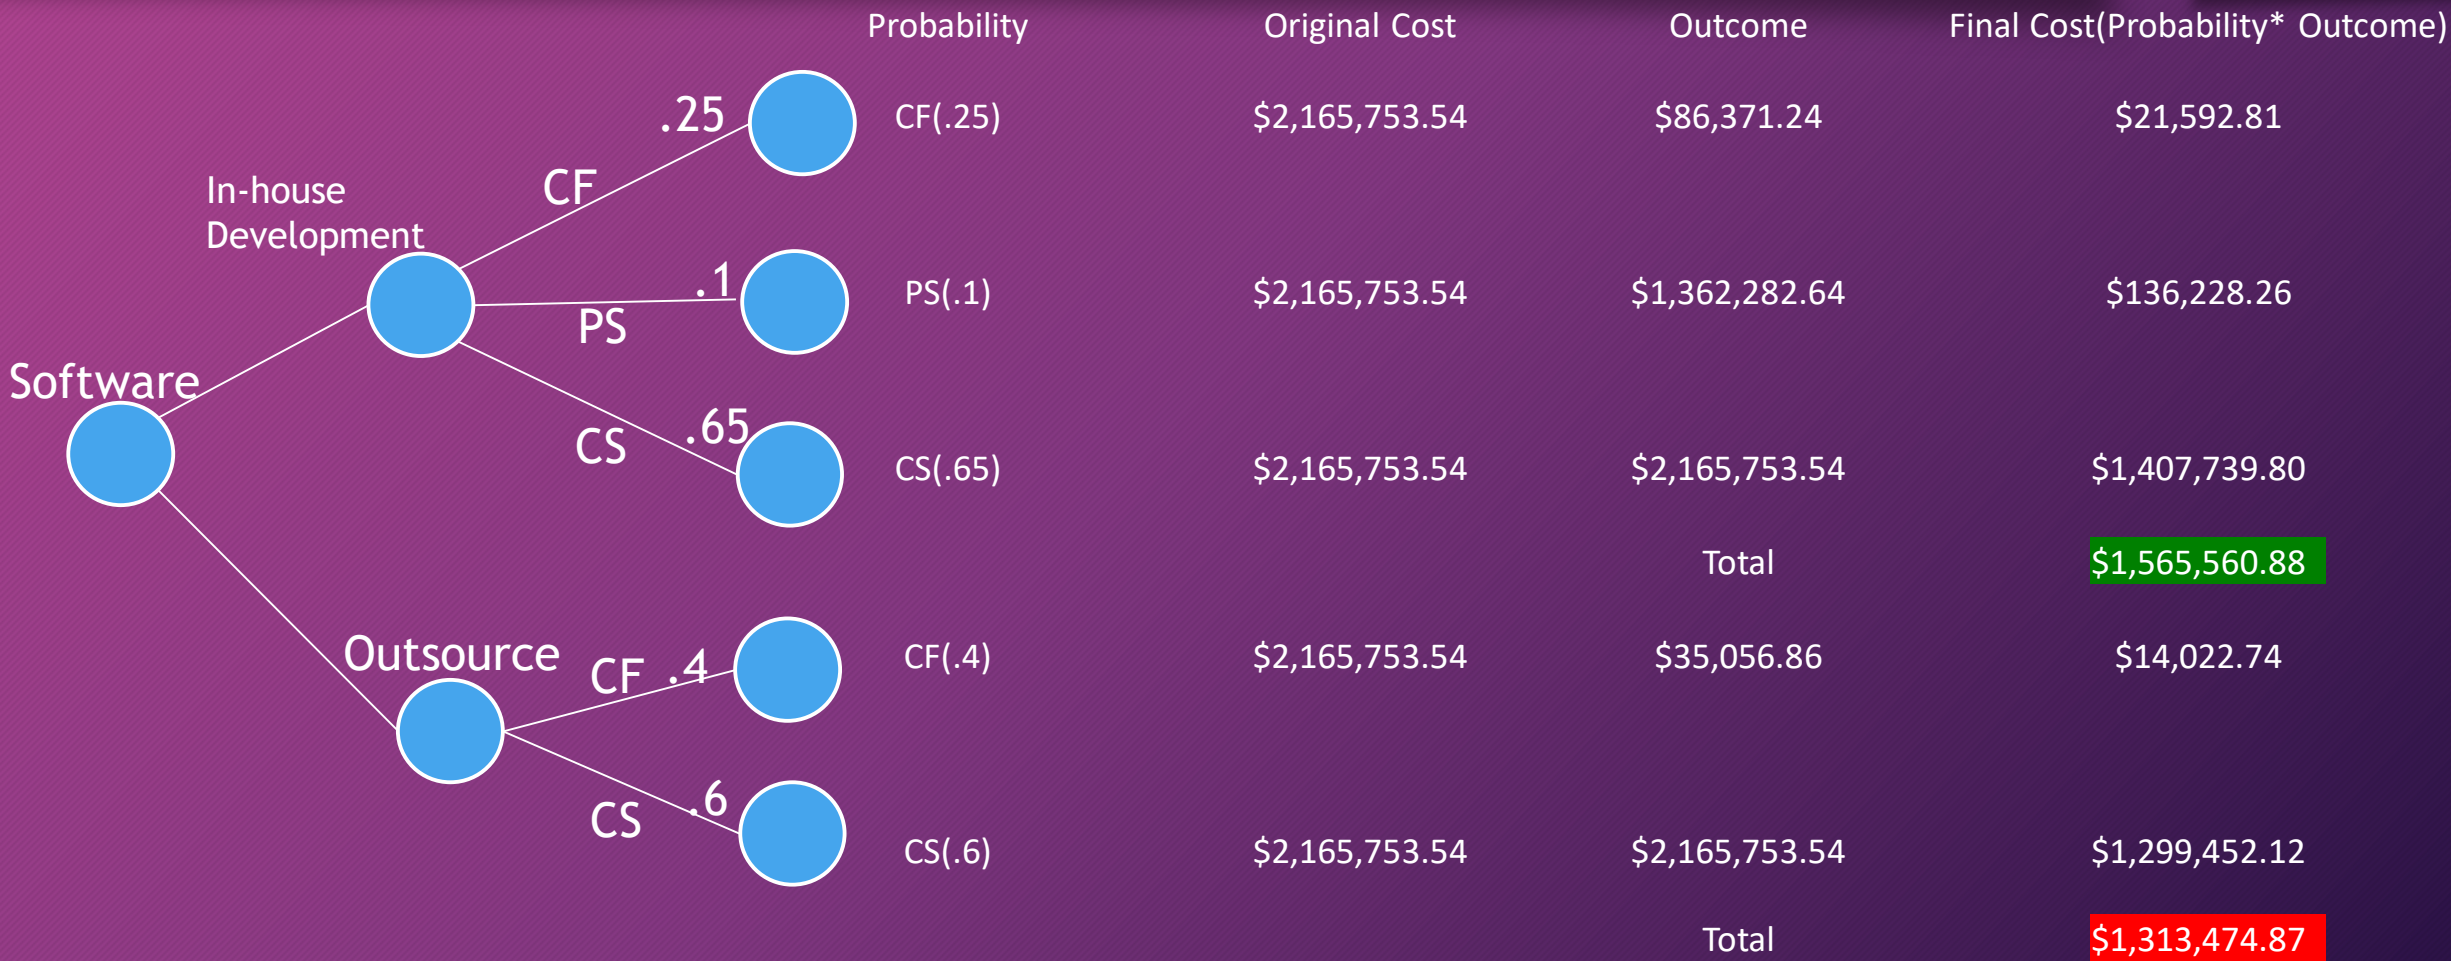 Probability Original Cost Outcome Final Cost(Probability* Outcome)
.25 CF(.25) $2,165,753.54 $86,371.24 $21,592.81
CF
In-house
Development
.1 PS(.1) $2,165,753.54 $1,362,282.64 $136,228.26
PS
Software
.65 CS(.65) $2,165,753.54 $2,165,753.54 $1,407,739.80
CS
Total $1,565,560.88
Outsource CF .4 CF(.4) $2,165,753.54 $35,056.86 $14,022.74
.6
CS CS(.6) $2,165,753.54 $2,165,753.54 $1,299,452.12
Total $1,313,474.87